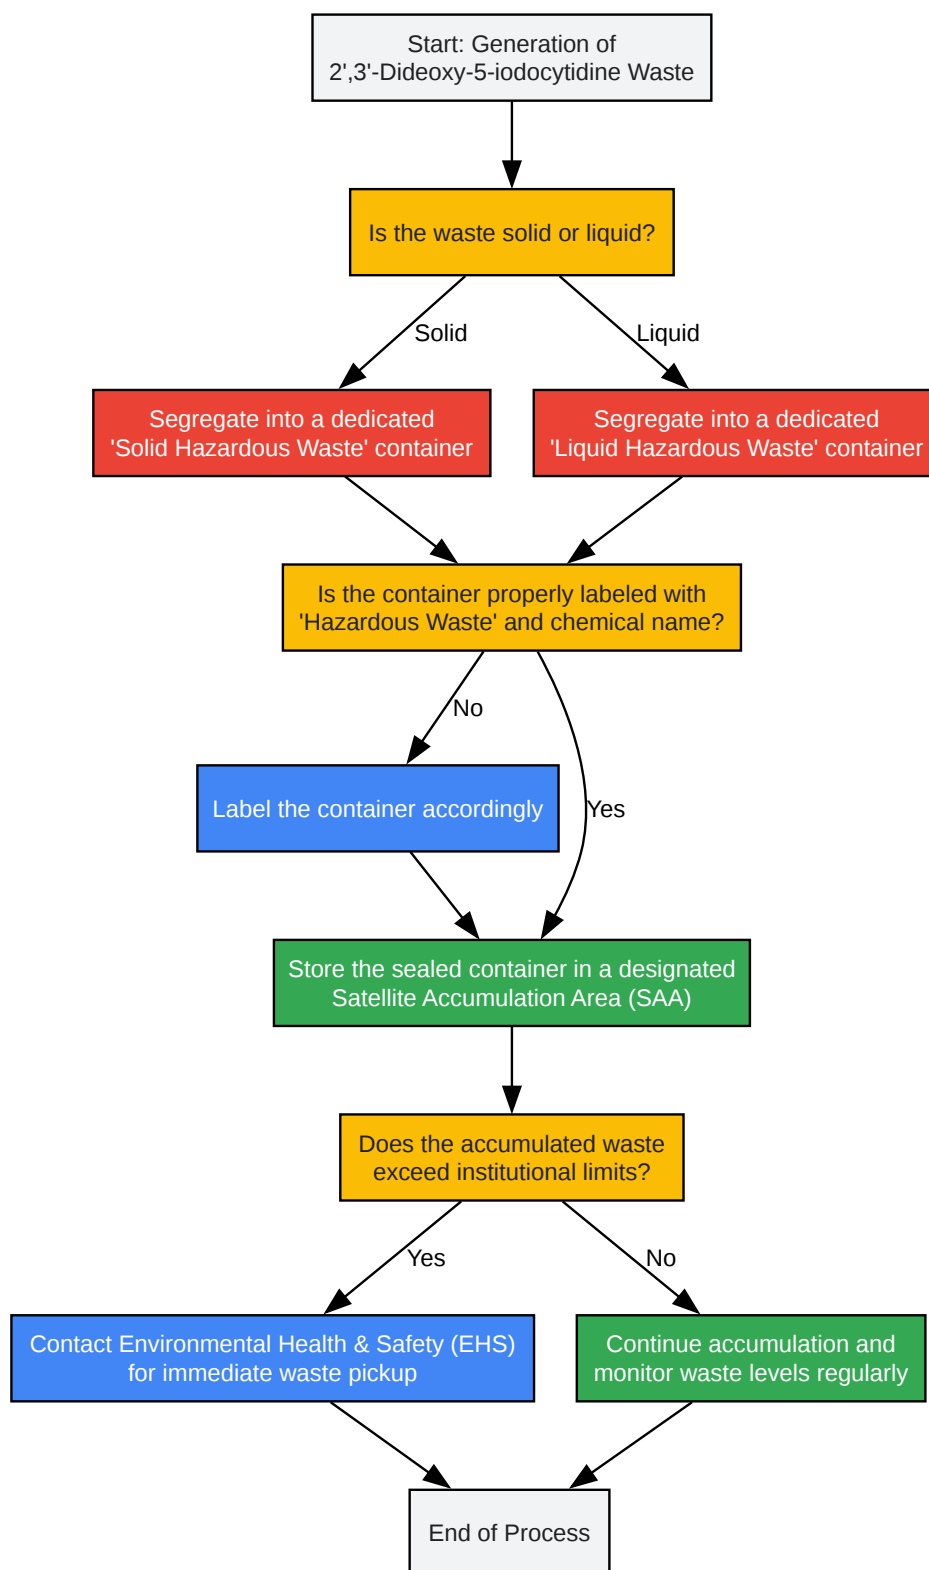 Start: Generation of
2',3'-Dideoxy-5-iodocytidine Waste
Is the waste solid or liquid?
Solid
Liquid
Segregate into a dedicated
'Solid Hazardous Waste' container
Segregate into a dedicated
'Liquid Hazardous Waste' container
Is the container properly labeled with
'Hazardous Waste' and chemical name?
No
Label the container accordingly
Yes
Store the sealed container in a designated
Satellite Accumulation Area (SAA)
Does the accumulated waste
exceed institutional limits?
Yes
No
Contact Environmental Health & Safety (EHS)
for immediate waste pickup
Continue accumulation and
monitor waste levels regularly
End of Process